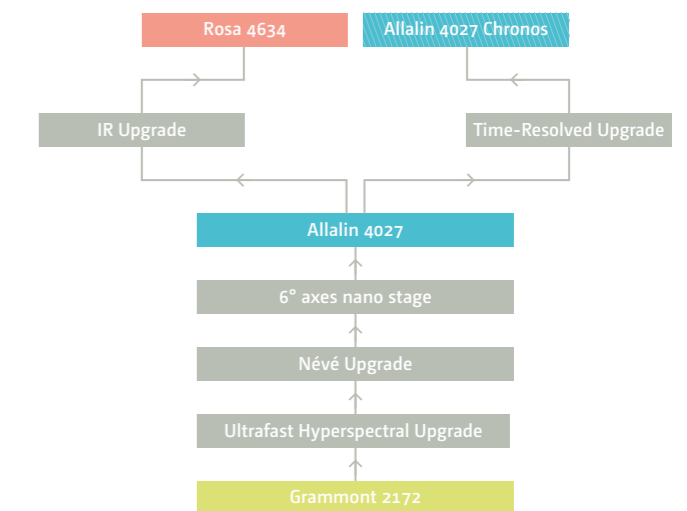 Rosa 4634
Allalin 4027 Chronos
IR Upgrade
Time-Resolved Upgrade
Allalin 4027
6° axes nano stage
Névé Upgrade
Ultrafast Hyperspectral Upgrade
Grammont 2172